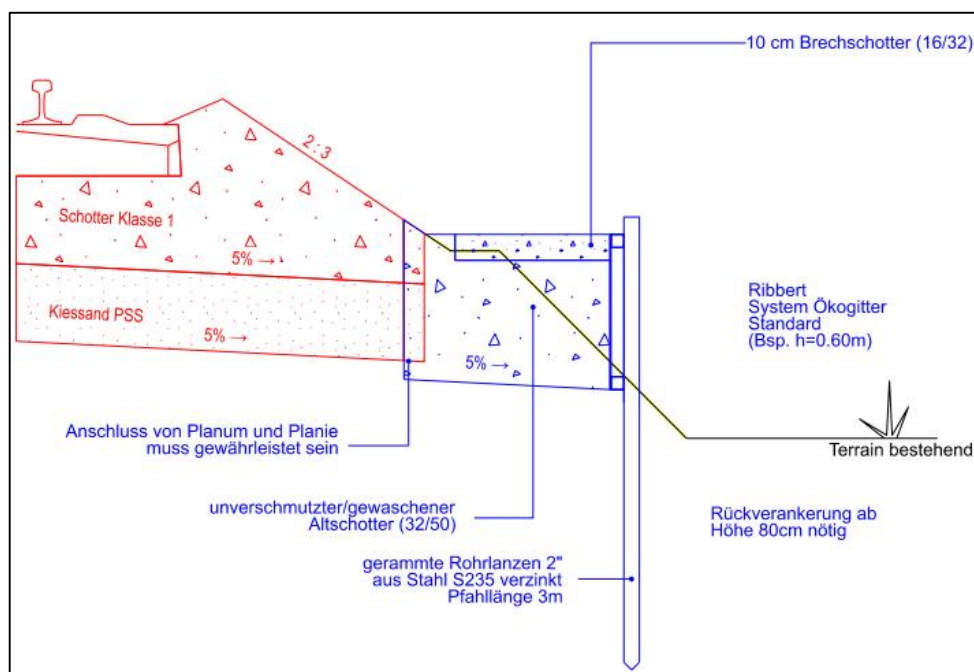 10 cm Brechschotter (16/32)
2:3
Schotter Klasse 1
5% →
Kiessand PSS
5% →
5% →
Ribbert
System Ökogitter
Standard
(Bsp. h=0.60m)
Anschluss von Planum und Planie
muss gewährleistet sein
Terrain bestehend
unverschmutzter/gewaschener
Altschotter (32/50)
Rückverankerung ab
Höhe 80cm nötig
gerammte Rohrlanzen 2"
aus Stahl S235 verzinkt
Pfahllänge 3m